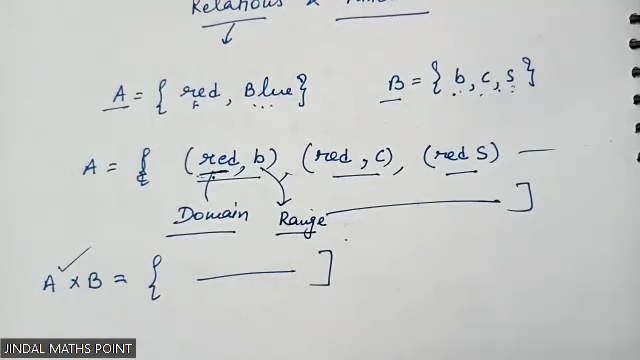 Relations &
A = { red, Blue} B = { b, c, s }
A = { (red, b), (red, c), (red S) —
Domain Range ]
A × B = { — ]
JINDAL MATHS POINT